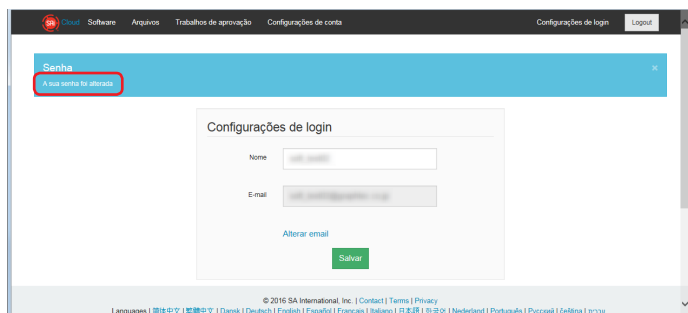 SAi Cloud Software Arquivos Trabalhos de aprovação Configurações de conta Configurações de login Logout
Senha ×
A sua senha foi alterada
Configurações de login
Nome
E-mail
Alterar email
Salvar
© 2016 SA International, Inc. | Contact | Terms | Privacy
Languages | 简体中文 | 繁體中文 | Dansk | Deutsch | English | Español | Français | Italiano | 日本語 | 한국어 | Nederland | Português | Русский | čeština | עברית